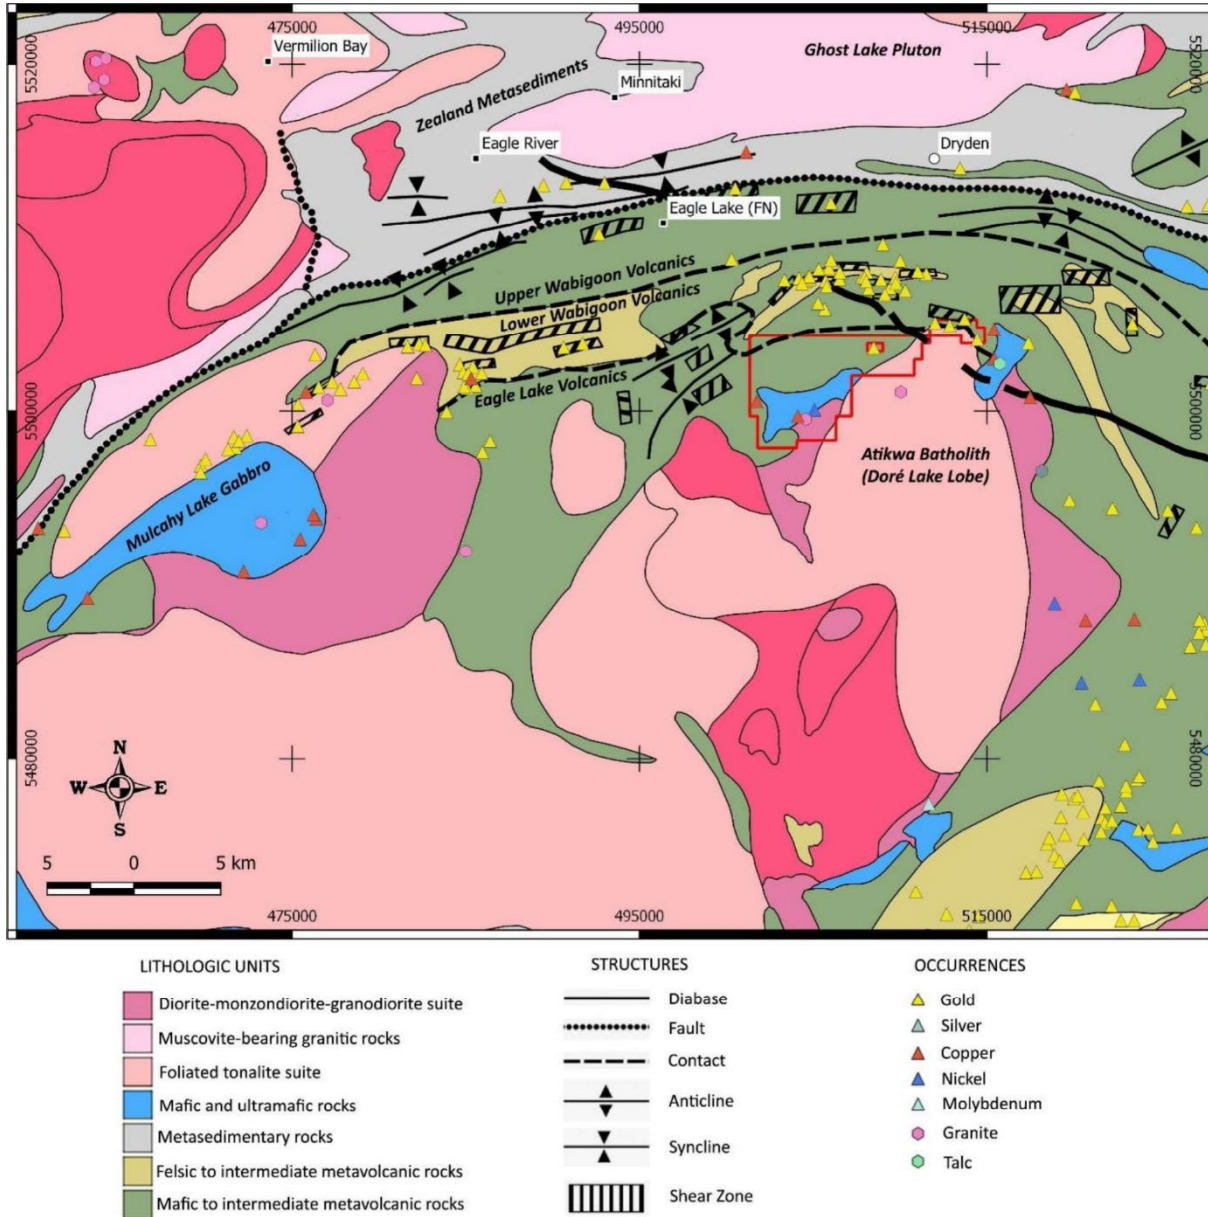 475000
495000
515000
5520000
5520000
Vermilion Bay
Ghost Lake Pluton
Minnitaki
Zealand Metasediments
Eagle River
Dryden
Eagle Lake (FN)
Upper Wabigoon Volcanics
Lower Wabigoon Volcanics
Eagle Lake Volcanics
5500000
5500000
Atikwa Batholith
(Doré Lake Lobe)
Mulcahy Lake Gabbro
5480000
5480000
N
W E
S
5 0 5 km
475000
495000
515000
LITHOLOGIC UNITS
Diorite-monzondiorite-granodiorite suite
Muscovite-bearing granitic rocks
Foliated tonalite suite
Mafic and ultramafic rocks
Metasedimentary rocks
Felsic to intermediate metavolcanic rocks
Mafic to intermediate metavolcanic rocks
STRUCTURES
Diabase
Fault
Contact
Anticline
Syncline
Shear Zone
OCCURRENCES
Gold
Silver
Copper
Nickel
Molybdenum
Granite
Talc